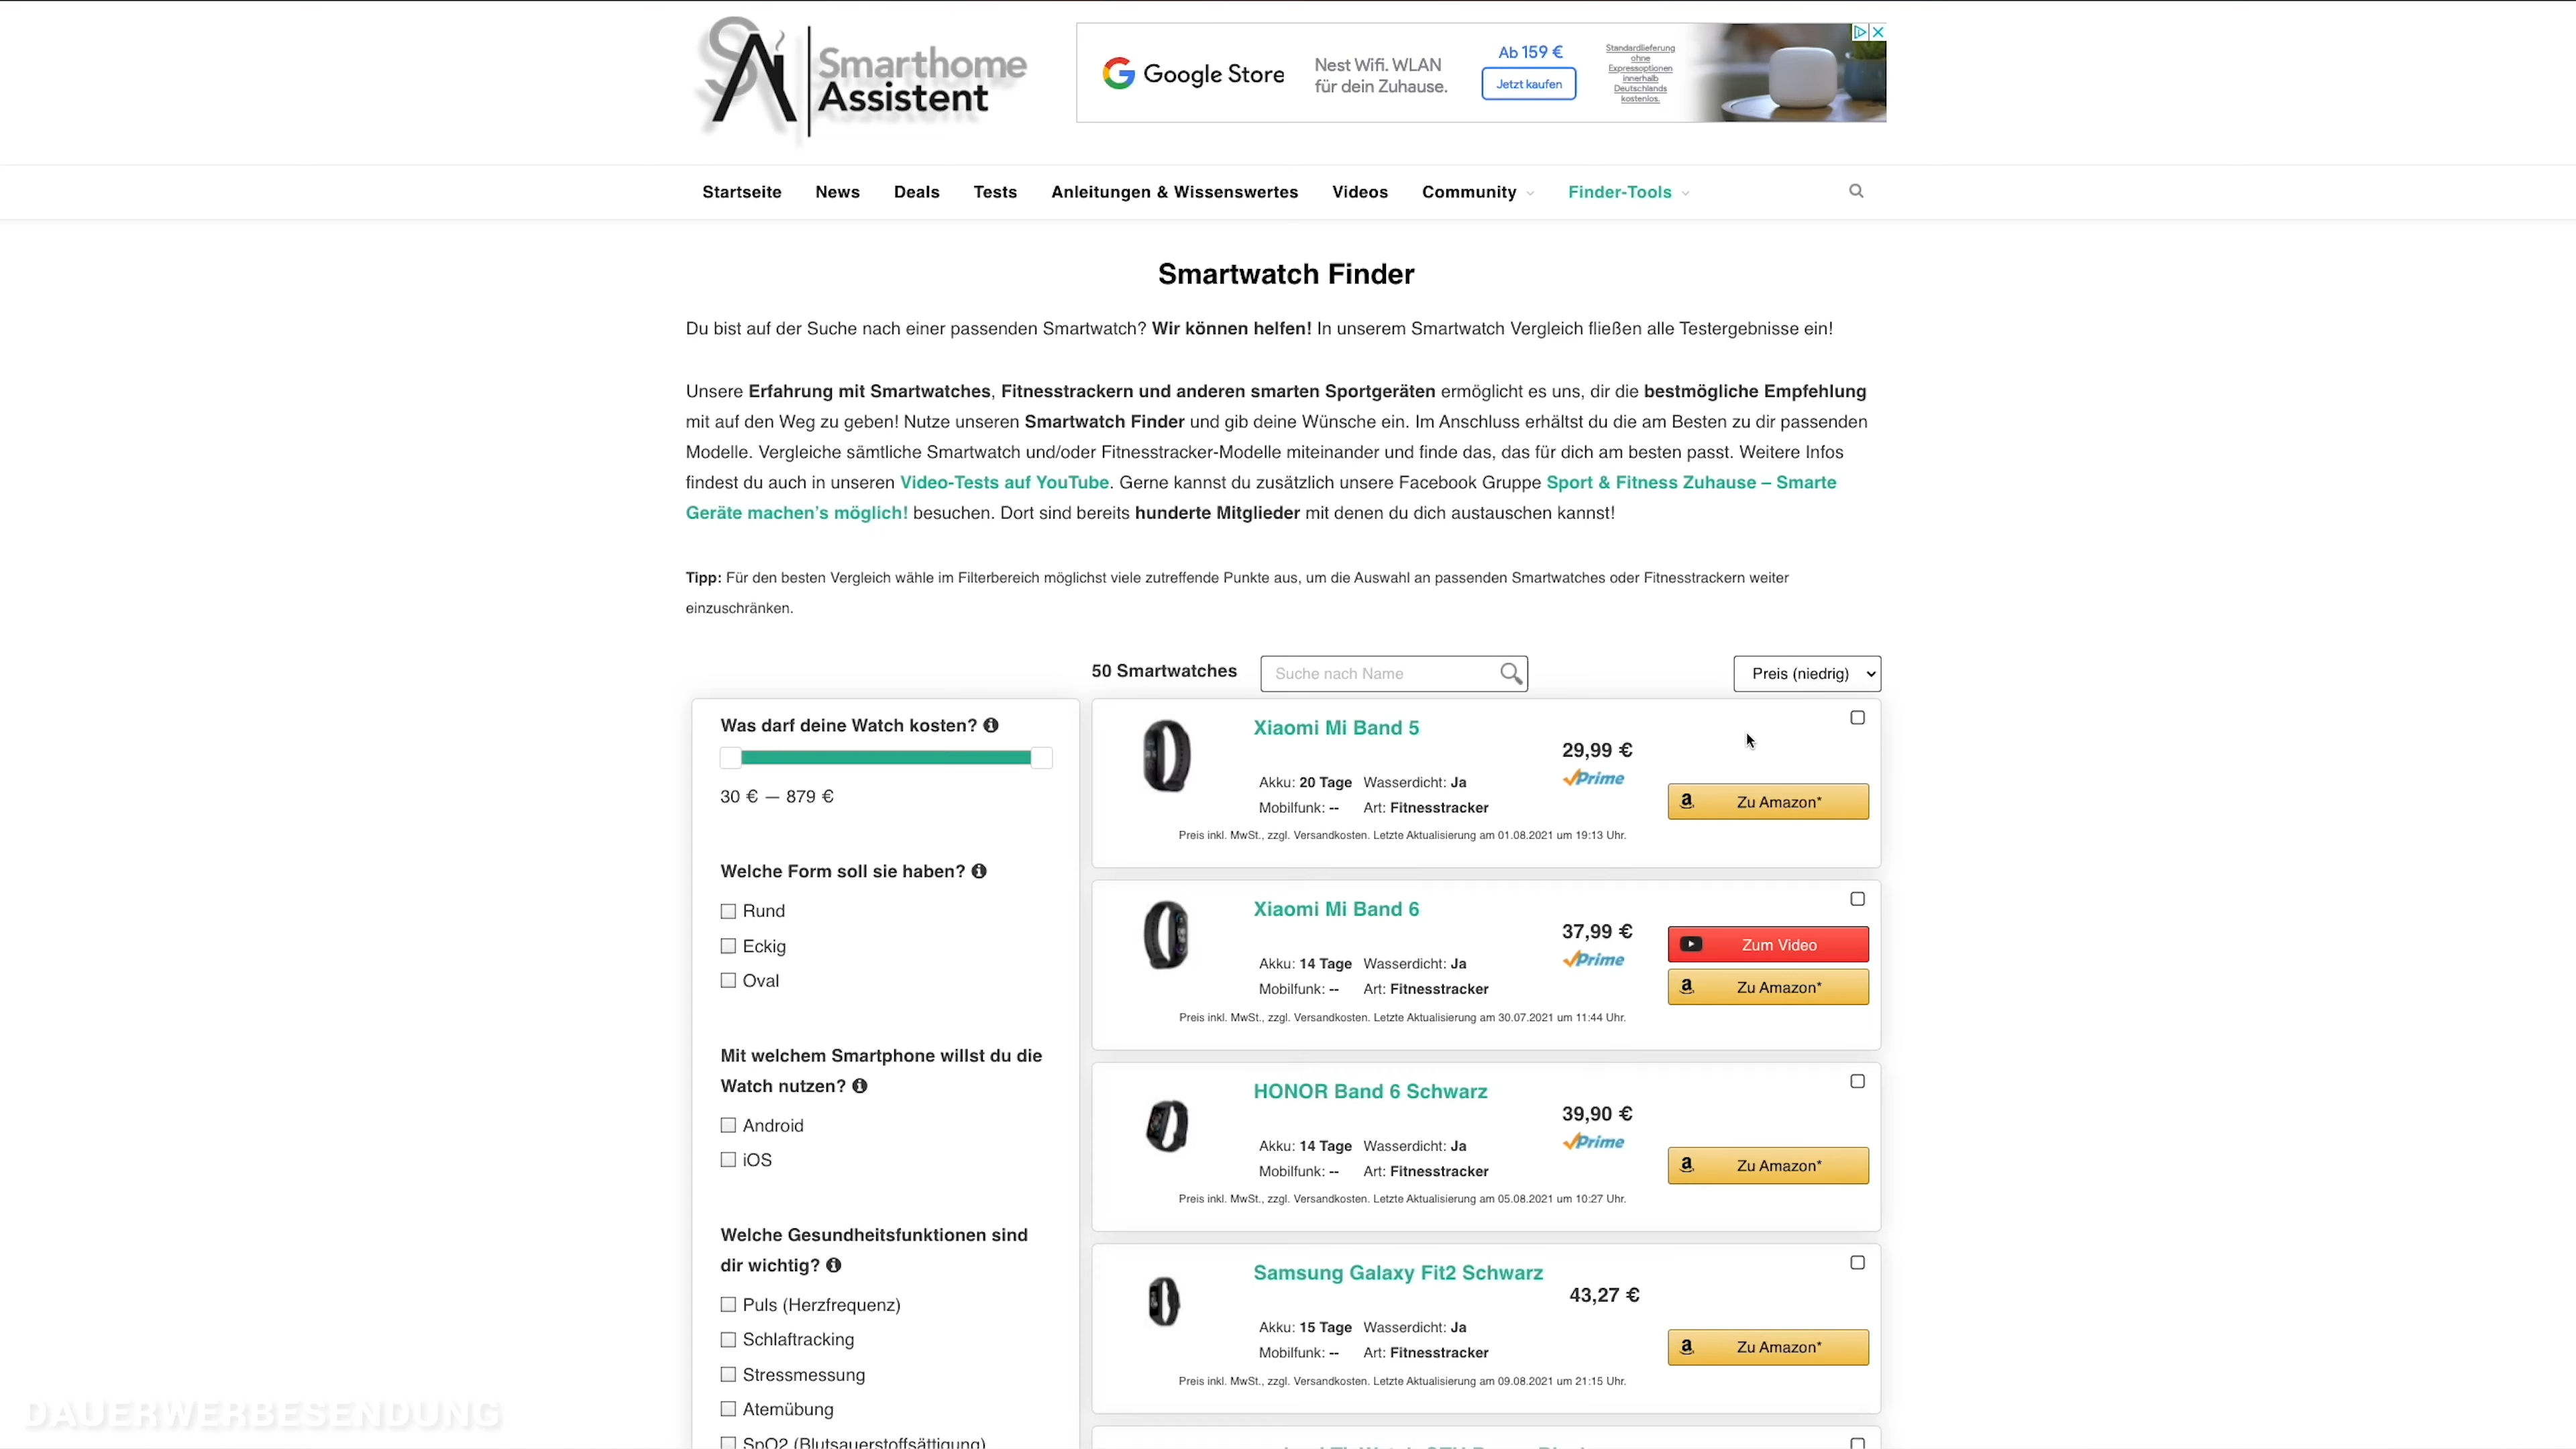 SAi Smarthome
Assistent
Google Store
Nest Wifi. WLAN
für dein Zuhause.
Ab 159 €
Jetzt kaufen
Standardlieferung
ohne
Expressoptionen
innerhalb
Deutschlands
kostenlos.
Startseite News Deals Tests Anleitungen & Wissenswertes Videos Community Finder-Tools
Smartwatch Finder
Du bist auf der Suche nach einer passenden Smartwatch? Wir können helfen! In unserem Smartwatch Vergleich fließen alle Testergebnisse ein!
Unsere Erfahrung mit Smartwatches, Fitnesstrackern und anderen smarten Sportgeräten ermöglicht es uns, dir die bestmögliche Empfehlung
mit auf den Weg zu geben! Nutze unseren Smartwatch Finder und gib deine Wünsche ein. Im Anschluss erhältst du die am Besten zu dir passenden
Modelle. Vergleiche sämtliche Smartwatch und/oder Fitnesstracker-Modelle miteinander und finde das, das für dich am besten passt. Weitere Infos
findest du auch in unseren Video-Tests auf YouTube. Gerne kannst du zusätzlich unsere Facebook Gruppe Sport & Fitness Zuhause – Smarte
Geräte machen's möglich! besuchen. Dort sind bereits hunderte Mitglieder mit denen du dich austauschen kannst!
Tipp: Für den besten Vergleich wähle im Filterbereich möglichst viele zutreffende Punkte aus, um die Auswahl an passenden Smartwatches oder Fitnesstrackern weiter
einzuschränken.
50 Smartwatches
Suche nach Name
Preis (niedrig)
Was darf deine Watch kosten?
30 € — 879 €
Welche Form soll sie haben?
Rund
Eckig
Oval
Mit welchem Smartphone willst du die
Watch nutzen?
Android
iOS
Welche Gesundheitsfunktionen sind
dir wichtig?
Puls (Herzfrequenz)
Schlaftracking
Stressmessung
Atemübung
SpO2 (Blutsauerstoffsättigung)
Xiaomi Mi Band 5
29,99 €
Prime
Akku: 20 Tage Wasserdicht: Ja
Mobilfunk: -- Art: Fitnesstracker
Zu Amazon*
Preis inkl. MwSt., zzgl. Versandkosten. Letzte Aktualisierung am 01.08.2021 um 19:13 Uhr.
Xiaomi Mi Band 6
37,99 €
Prime
Zum Video
Akku: 14 Tage Wasserdicht: Ja
Mobilfunk: -- Art: Fitnesstracker
Zu Amazon*
Preis inkl. MwSt., zzgl. Versandkosten. Letzte Aktualisierung am 30.07.2021 um 11:44 Uhr.
HONOR Band 6 Schwarz
39,90 €
Prime
Akku: 14 Tage Wasserdicht: Ja
Mobilfunk: -- Art: Fitnesstracker
Zu Amazon*
Preis inkl. MwSt., zzgl. Versandkosten. Letzte Aktualisierung am 05.08.2021 um 10:27 Uhr.
Samsung Galaxy Fit2 Schwarz
43,27 €
Akku: 15 Tage Wasserdicht: Ja
Mobilfunk: -- Art: Fitnesstracker
Zu Amazon*
Preis inkl. MwSt., zzgl. Versandkosten. Letzte Aktualisierung am 09.08.2021 um 21:15 Uhr.
DAUERWERBESENDUNG